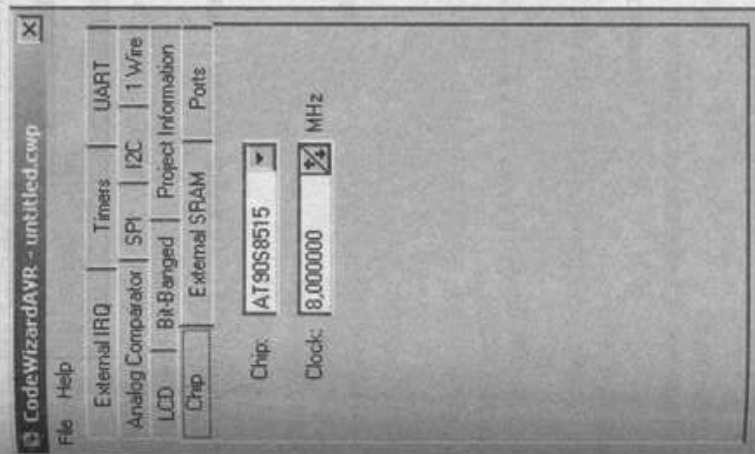 CodeWizardAVR - untitled.cwp
File Help
External IRQ Timers UART
Analog Comparator SPI I2C 1 Wire
LCD Bit-Banged Project Information
Chip External SRAM Ports
Chip: AT90S8515
Clock: 8,000000 MHz